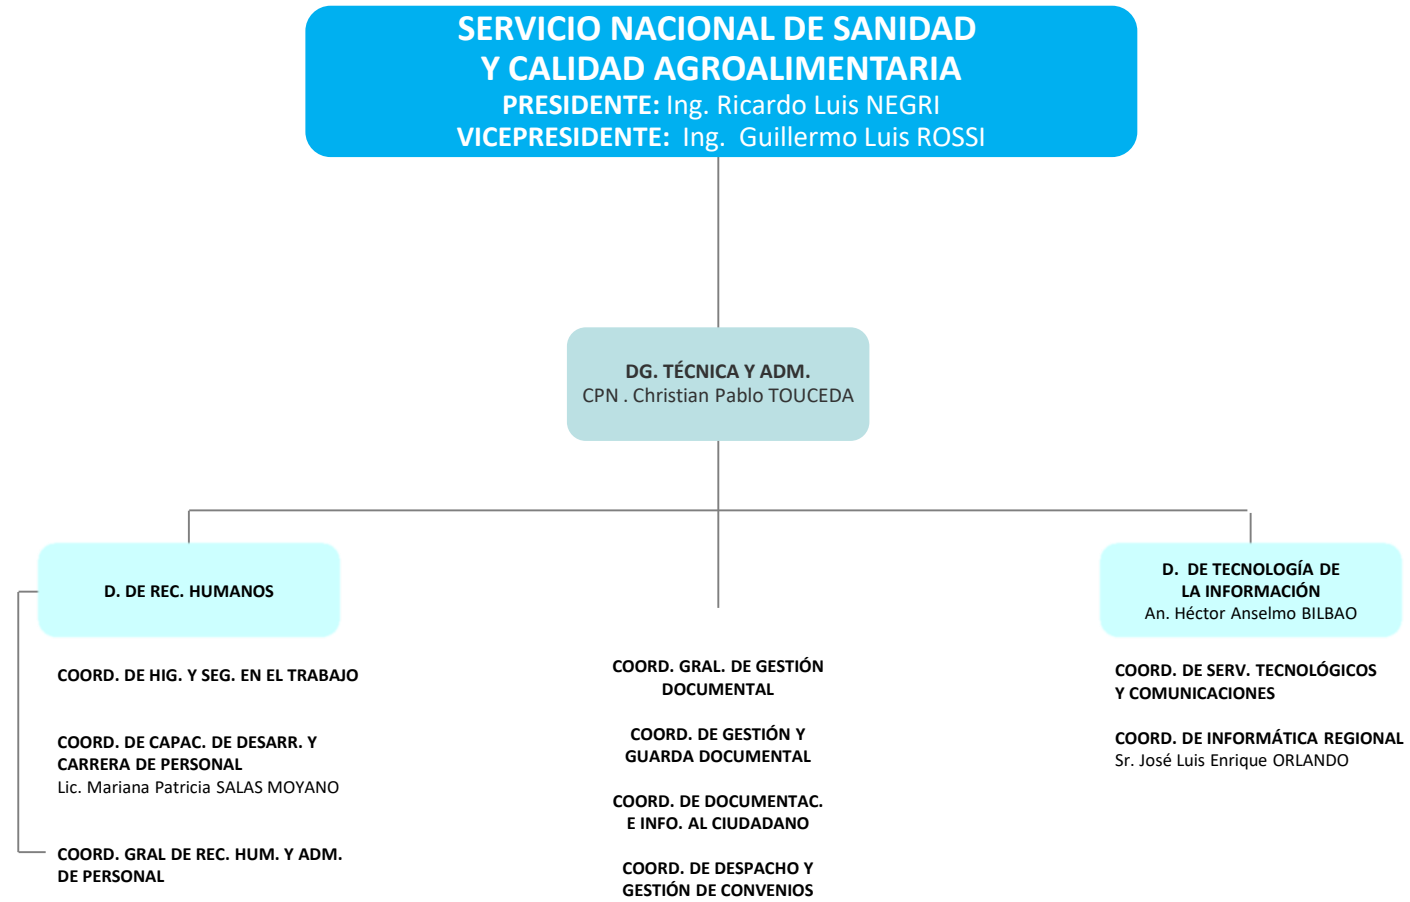 SERVICIO NACIONAL DE SANIDAD
Y CALIDAD AGROALIMENTARIA
PRESIDENTE: Ing. Ricardo Luis NEGRI
VICEPRESIDENTE: Ing. Guillermo Luis ROSSI
DG. TÉCNICA Y ADM.
CPN . Christian Pablo TOUCEDA
D. DE REC. HUMANOS
COORD. DE HIG. Y SEG. EN EL TRABAJO
COORD. DE CAPAC. DE DESARR. Y
CARRERA DE PERSONAL
Lic. Mariana Patricia SALAS MOYANO
COORD. GRAL DE REC. HUM. Y ADM.
DE PERSONAL
COORD. GRAL. DE GESTIÓN
DOCUMENTAL
COORD. DE GESTIÓN Y
GUARDA DOCUMENTAL
COORD. DE DOCUMENTAC.
E INFO. AL CIUDADANO
COORD. DE DESPACHO Y
GESTIÓN DE CONVENIOS
D. DE TECNOLOGÍA DE
LA INFORMACIÓN
An. Héctor Anselmo BILBAO
COORD. DE SERV. TECNOLÓGICOS
Y COMUNICACIONES
COORD. DE INFORMÁTICA REGIONAL
Sr. José Luis Enrique ORLANDO